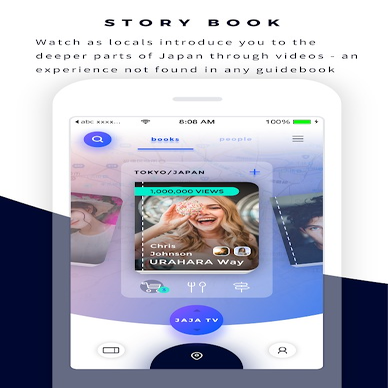 STORY BOOK
Watch as locals introduce you to the
deeper parts of Japan through videos - an
experience not found in any guidebook
abc xxxx... 8:08 AM 100%
books people
TOKYO/JAPAN
1,000,000 VIEWS
Chris
Johnson
URAHARA Way
JAJA TV